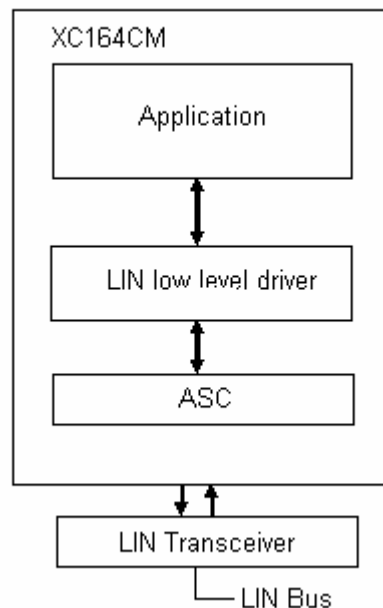 XC164CM
Application
LIN low level driver
ASC
LIN Transceiver
LIN Bus